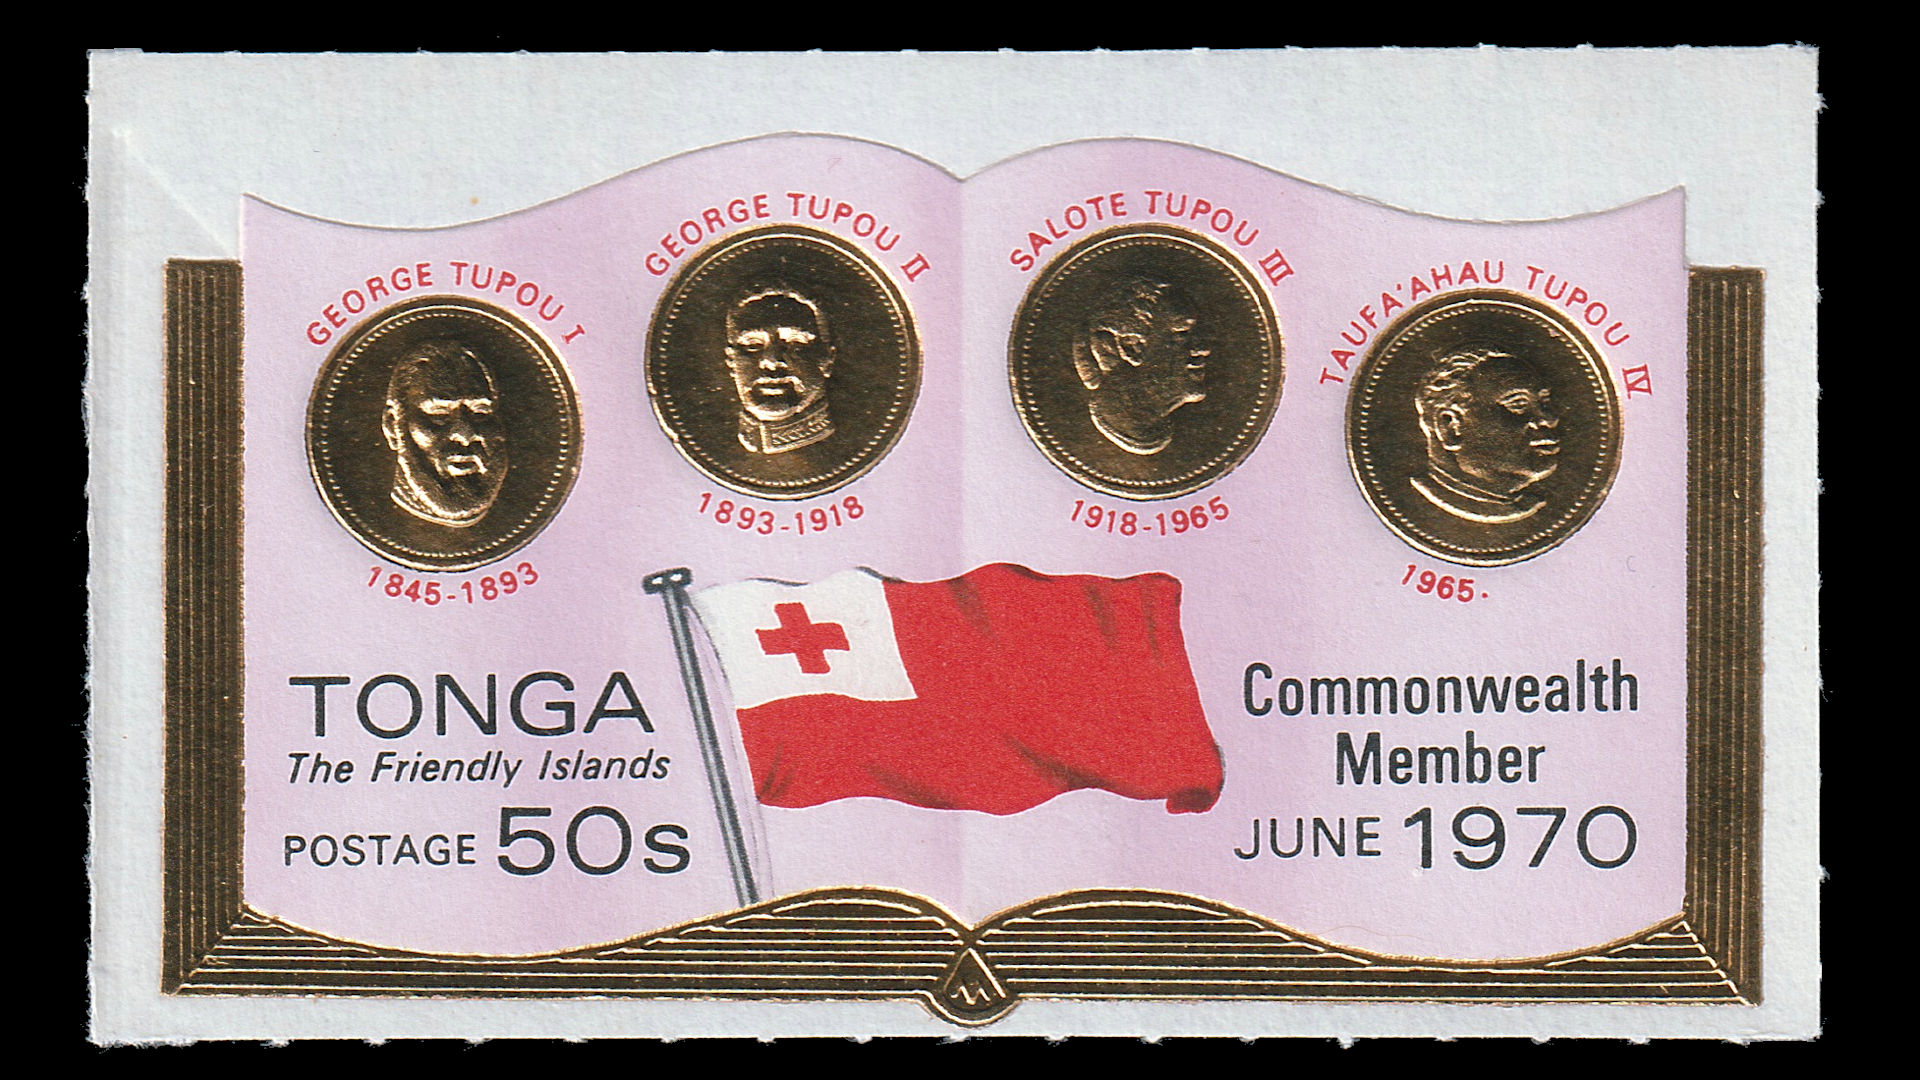 GEORGE TUPOU I
1845-1893
GEORGE TUPOU II
1893-1918
SALOTE TUPOU III
1918-1965
TAUFA'AHAU TUPOU IV
1965.
TONGA
The Friendly Islands
POSTAGE 50s
Commonwealth
Member
JUNE 1970